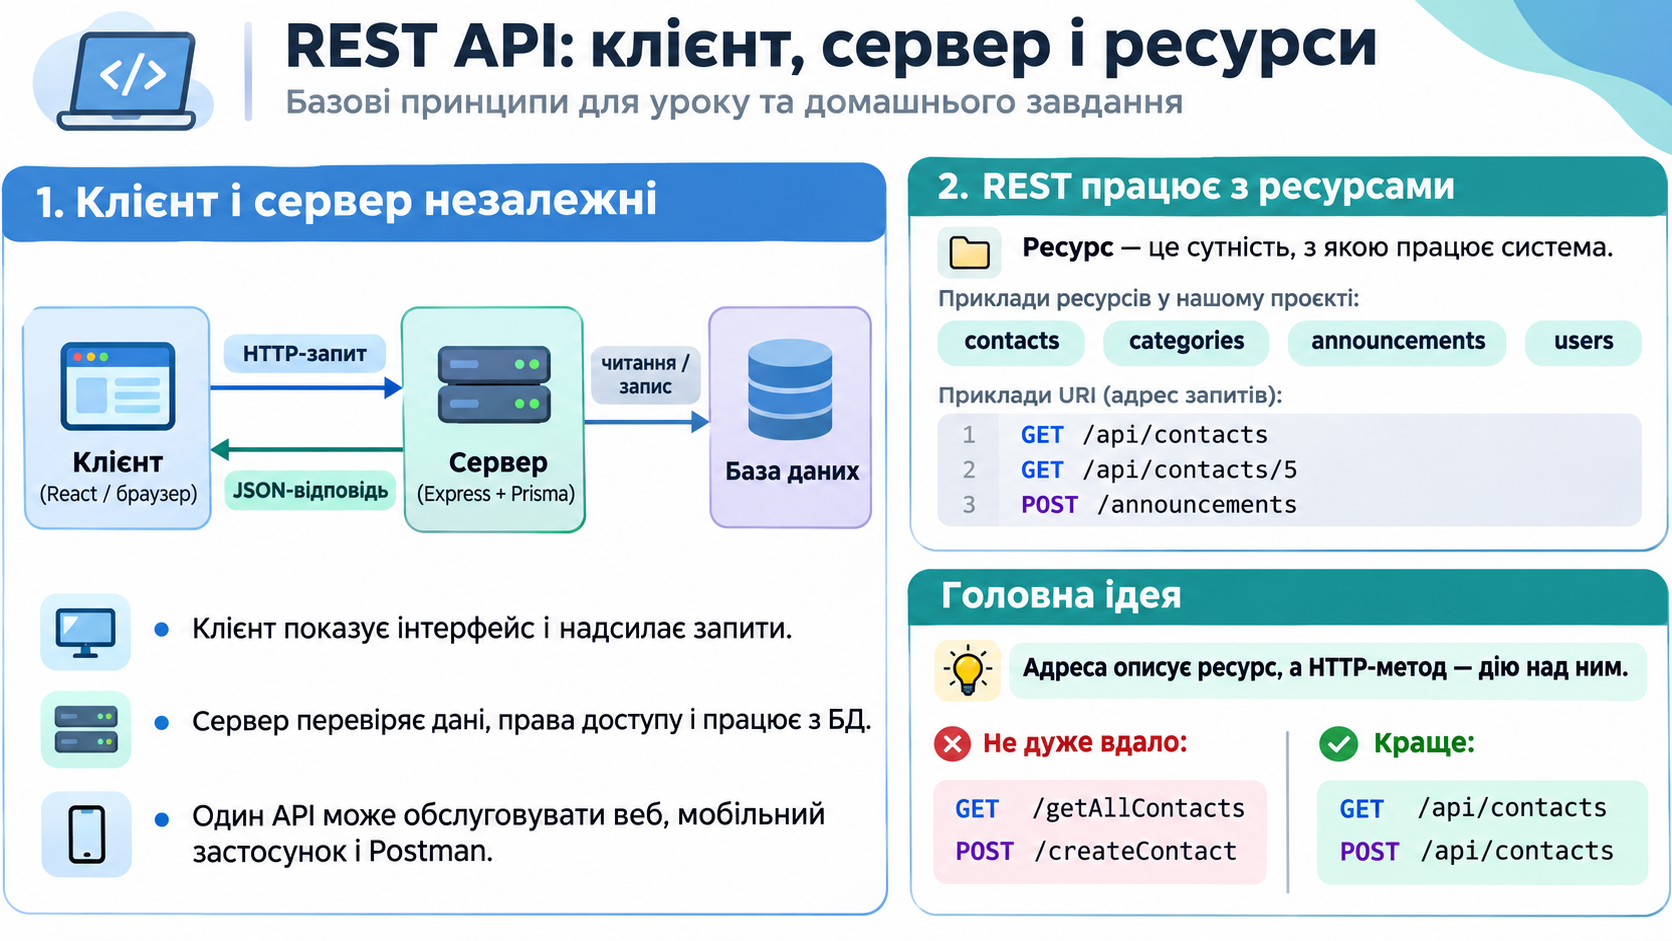 </>
REST API: клієнт, сервер і ресурси
Базові принципи для уроку та домашнього завдання
1. Клієнт і сервер незалежні
HTTP-запит
JSON-відповідь
читання /
запис
Клієнт
(React / браузер)
Сервер
(Express + Prisma)
База даних
• Клієнт показує інтерфейс і надсилає запити.
• Сервер перевіряє дані, права доступу і працює з БД.
• Один API може обслуговувати веб, мобільний
застосунок і Postman.
2. REST працює з ресурсами
Ресурс — це сутність, з якою працює система.
Приклади ресурсів у нашому проєкті:
contacts categories announcements users
Приклади URI (адрес запитів):
1 GET /api/contacts
2 GET /api/contacts/5
3 POST /announcements
Головна ідея
Адреса описує ресурс, а HTTP-метод — дію над ним.
Не дуже вдало:
GET /getAllContacts
POST /createContact
Краще:
GET /api/contacts
POST /api/contacts